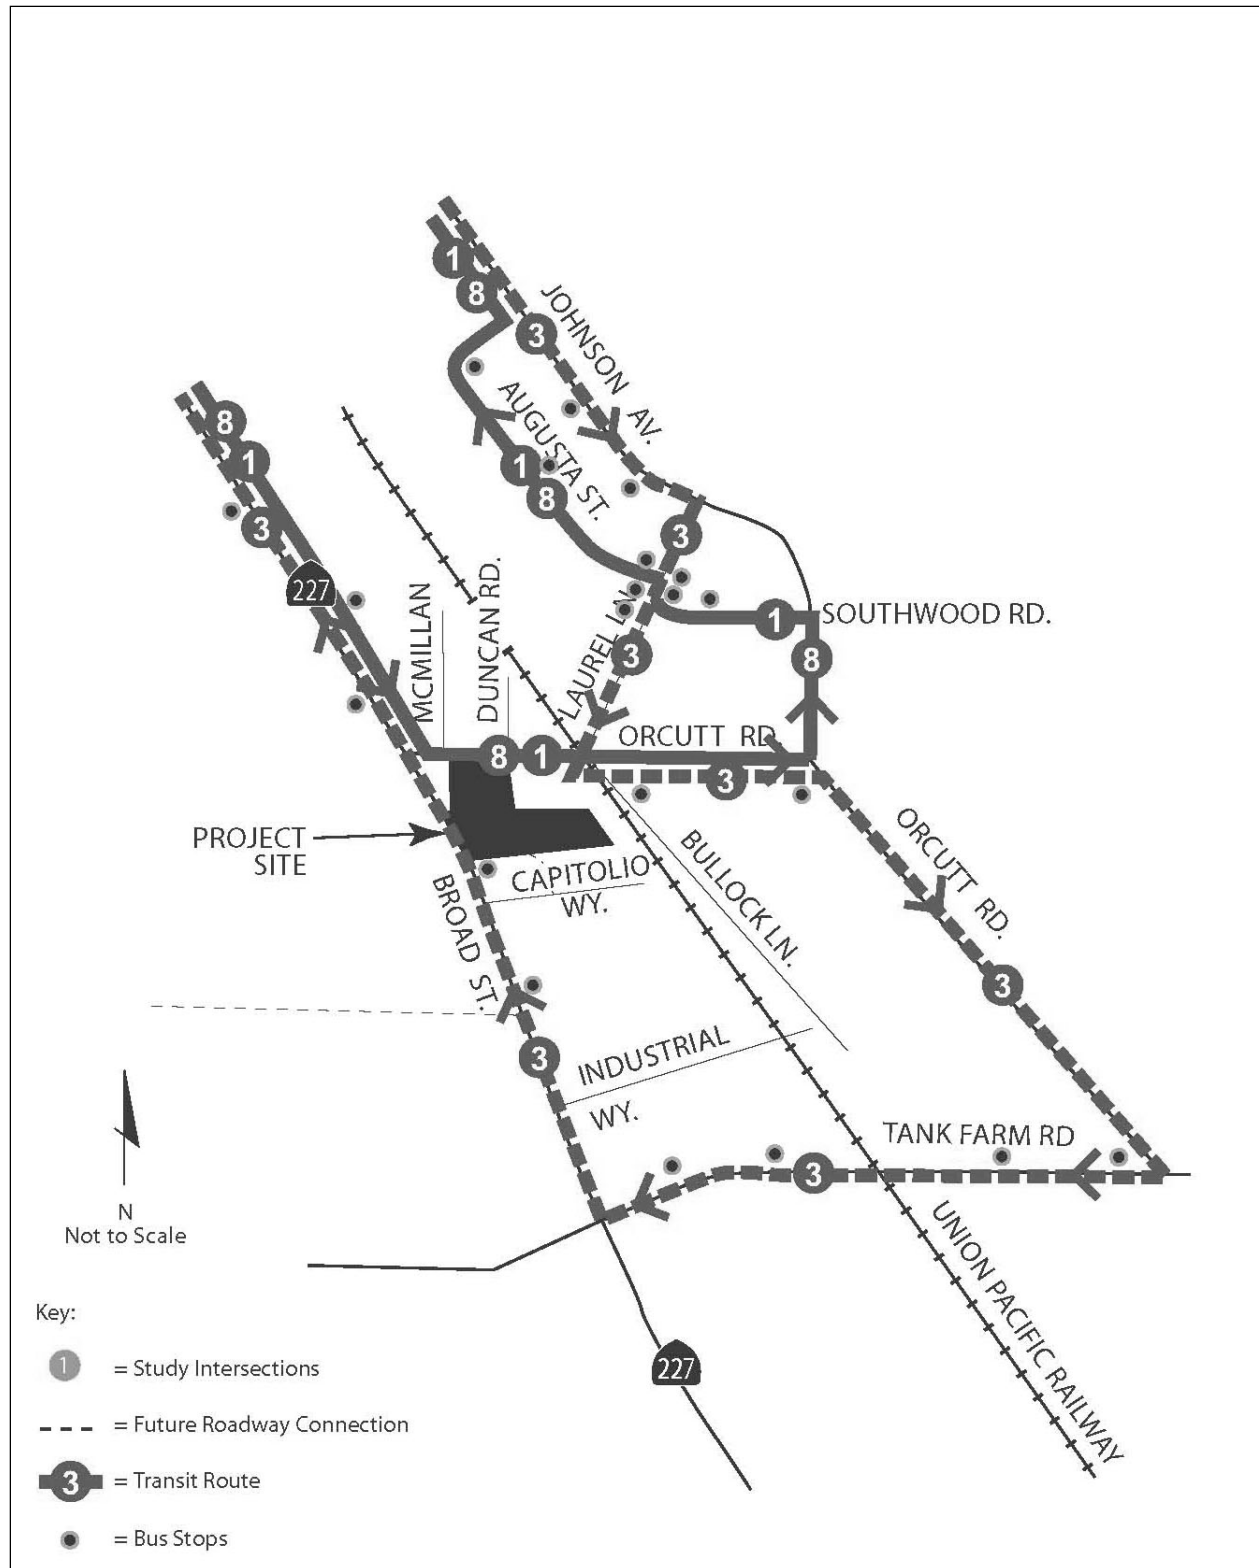 1
8
3
JOHNSON AV.
8
1
3
AUGUSTA ST.
1
8
3
227
MCMILLAN
DUNCAN RD.
LAUREL LN.
3
1
SOUTHWOOD RD.
8
8
1
ORCUTT RD.
3
PROJECT
SITE
CAPITOLIO
WY.
BULLOCK LN.
ORCUTT RD.
BROAD ST.
3
3
INDUSTRIAL
WY.
TANK FARM RD
3
N
Not to Scale
UNION PACIFIC RAILWAY
227
Key:
1 = Study Intersections
= Future Roadway Connection
3 = Transit Route
= Bus Stops